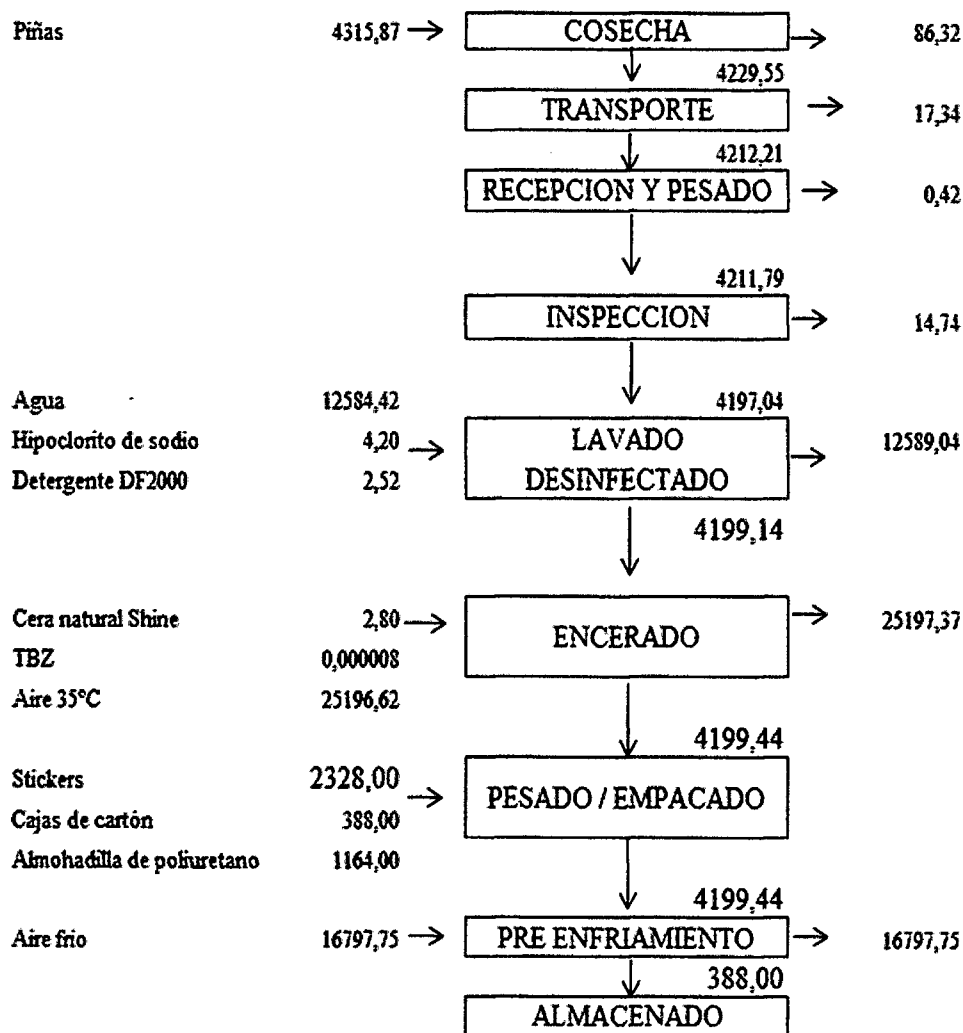 Piñas 4315,87 COSECHA 86,32
4229,55
TRANSPORTE 17,34
4212,21
RECEPCION Y PESADO 0,42
4211,79
INSPECCION 14,74
Agua 12584,42 4197,04
Hipoclorito de sodio 4,20 LAVADO 12589,04
Detergente DF2000 2,52 DESINFECTADO
4199,14
Cera natural Shine 2,80 ENCERADO 25197,37
TBZ 0,000008
Aire 35°C 25196,62
4199,44
Stickers 2328,00 PESADO / EMPACADO
Cajas de cartón 388,00
Almohadilla de poliuretano 1164,00
4199,44
Aire frio 16797,75 PRE ENFRIAMIENTO 16797,75
388,00
ALMACENADO